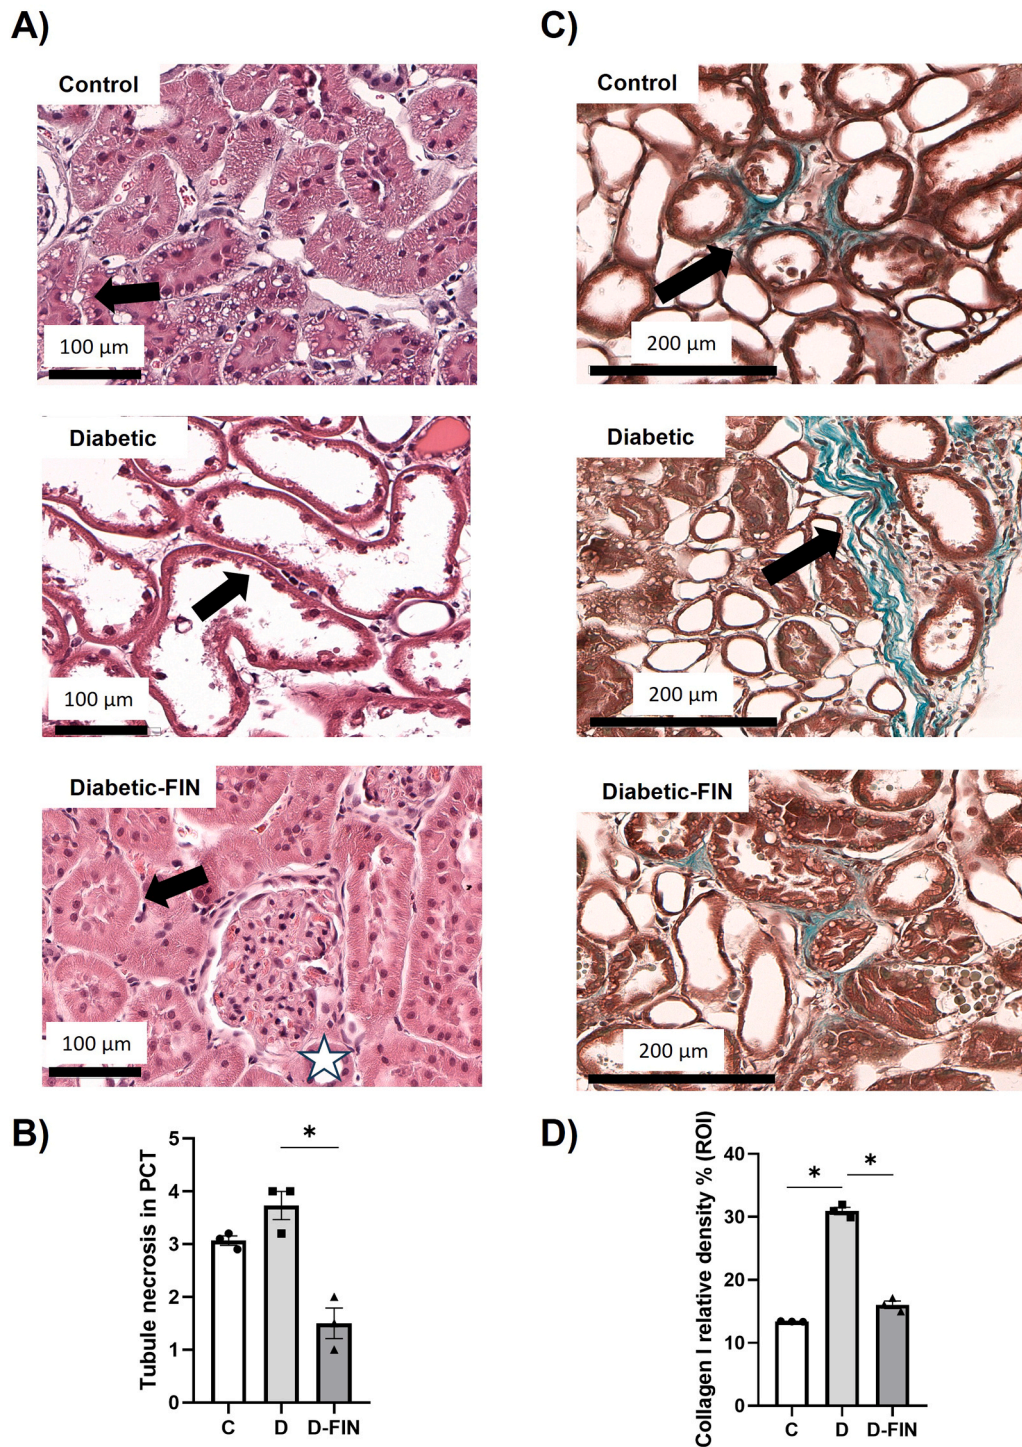 A)
Control
100 µm
Diabetic
100 µm
Diabetic-FIN
100 µm
B)
Tubule necrosis in PCT
5
4
3
2
1
0
*
C
D
D-FIN
C)
Control
200 µm
Diabetic
200 µm
Diabetic-FIN
200 µm
D)
Collagen I relative density % (ROI)
40
30
20
10
0
*
*
C
D
D-FIN